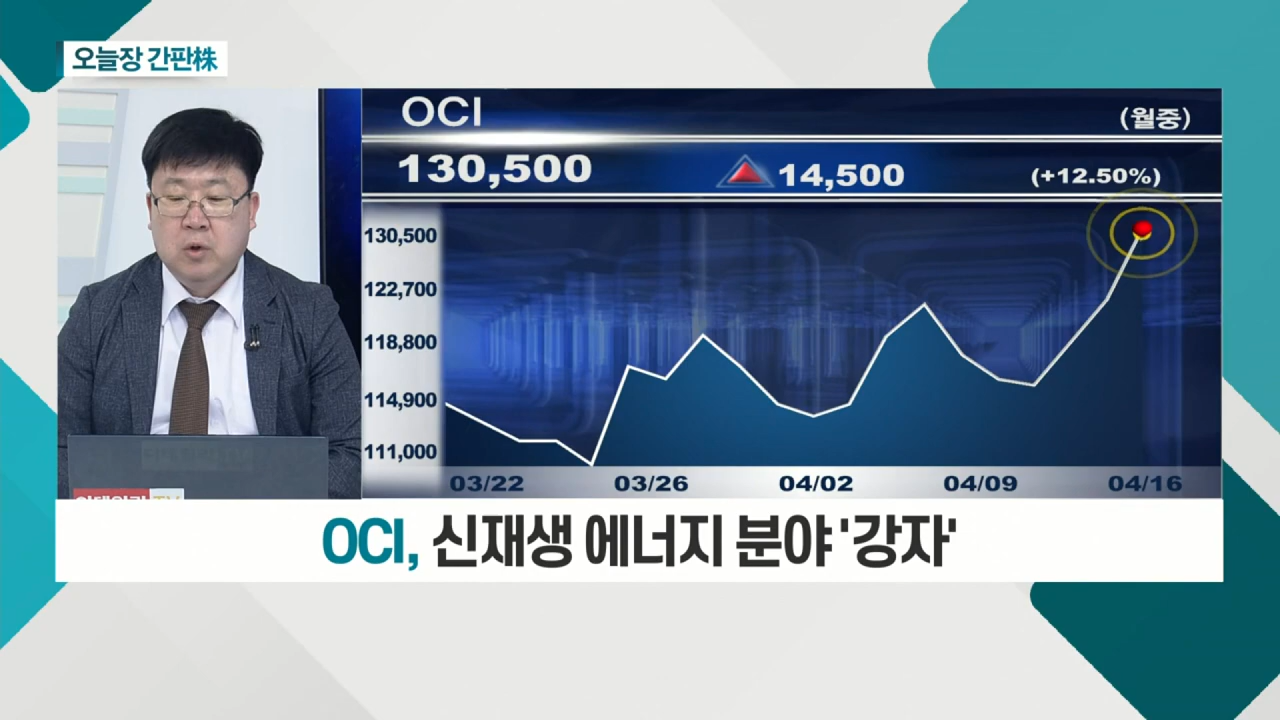 오늘장 간판株
OCI
(월중)
130,500
▲ 14,500
(+12.50%)
130,500
122,700
118,800
114,900
111,000
03/22 03/26 04/02 04/09 04/16
OCI, 신재생 에너지 분야 '강자'